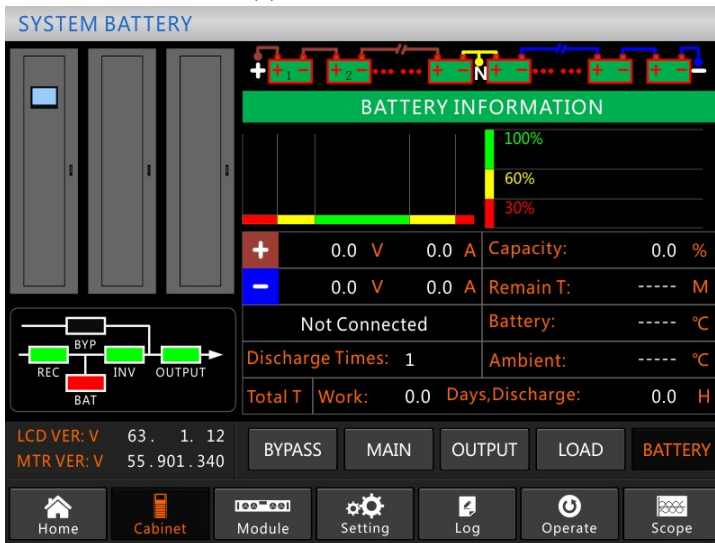 SYSTEM BATTERY
+ + 1 - + 2 - + - N + - + - + - -
BATTERY INFORMATION
100%
60%
30%
+ 0.0 V 0.0 A Capacity: 0.0 %
- 0.0 V 0.0 A Remain T: ----- M
Not Connected Battery: ----- ℃
Discharge Times: 1 Ambient: ----- ℃
Total T Work: 0.0 Days,Discharge: 0.0 H
BYP
REC INV OUTPUT
BAT
LCD VER: V 63. 1. 12
MTR VER: V 55.901.340
BYPASS MAIN OUTPUT LOAD BATTERY
Home Cabinet Module Setting Log Operate Scope